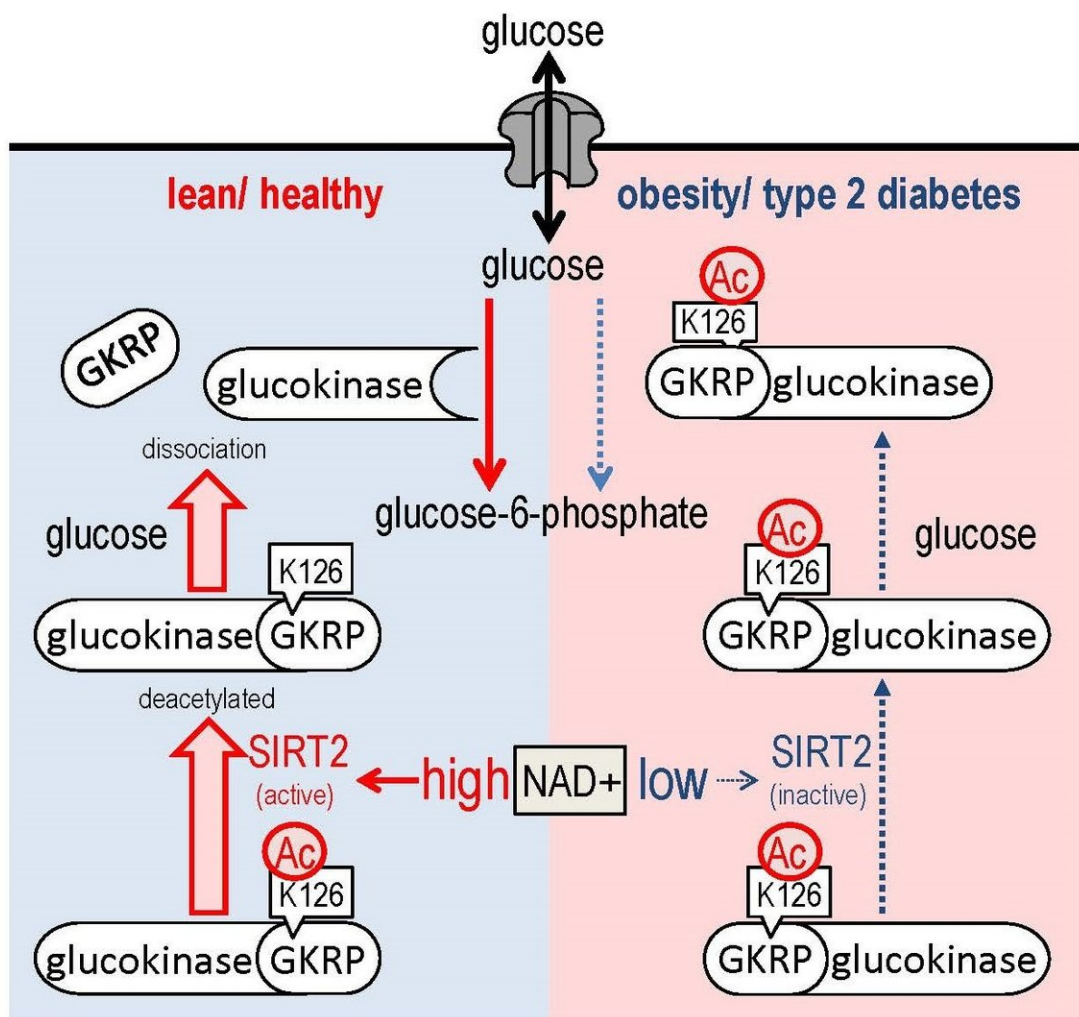 glucose
lean/ healthy
obesity/ type 2 diabetes
glucose
Ac
K126
GKRP
glucokinase
GKRP
glucokinase
dissociation
glucose-6-phosphate
glucose
K126
glucokinase
GKRP
Ac
K126
glucose
GKRP
glucokinase
deacetylated
SIRT2
(active)
high
NAD+
low
SIRT2
(inactive)
Ac
K126
glucokinase
GKRP
Ac
K126
GKRP
glucokinase